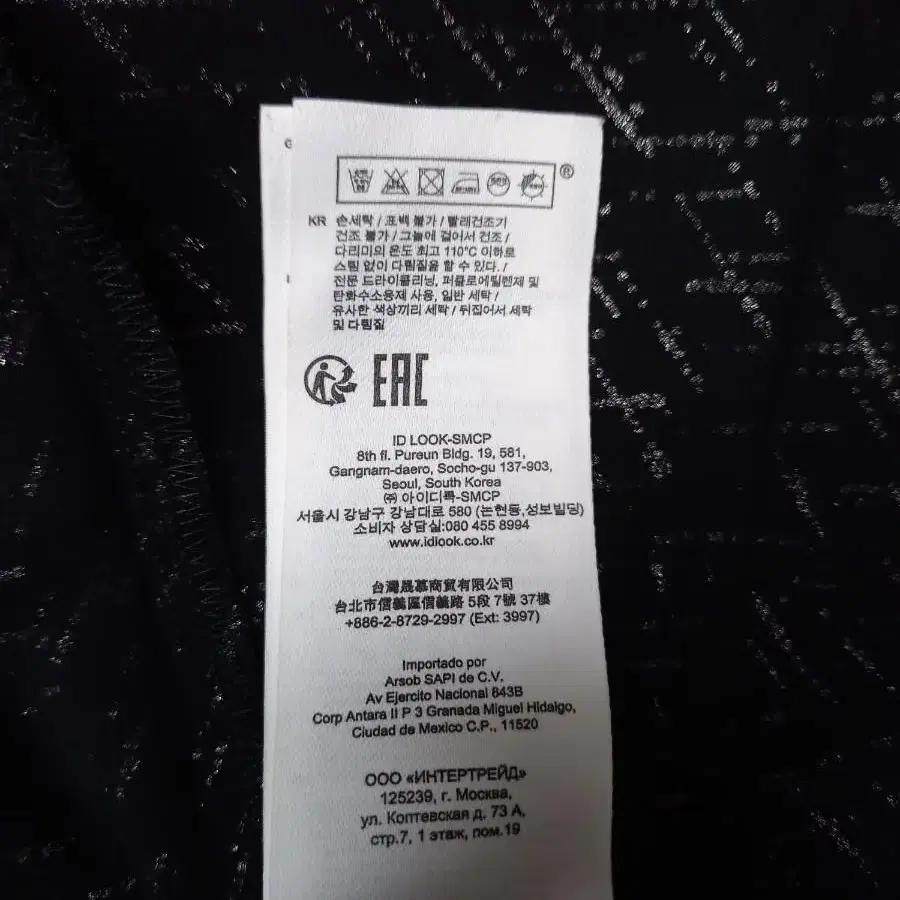 ®
KR 손세탁 / 표백 불가 / 빨래건조기
건조 불가 / 그늘에 걸어서 건조 /
다리미의 온도 최고 110°C 이하로
스팀 없이 다림질을 할 수 있다. /
전문 드라이클리닝, 퍼클로에틸렌제 및
탄화수소용제 사용, 일반 세탁 /
유사한 색상끼리 세탁 / 뒤집어서 세탁
및 다림질
EAC
ID LOOK-SMCP
8th fl. Pureun Bldg. 19, 581,
Gangnam-daero, Socho-gu 137-903,
Seoul, South Korea
㈜ 아이디룩-SMCP
서울시 강남구 강남대로 580 (논현동,성보빌딩)
소비자 상담실:080 455 8994
www.idlook.co.kr
台灣晟慕商貿有限公司
台北市信義區信義路 5段 7號 37樓
+886-2-8729-2997 (Ext: 3997)
Importado por
Arsob SAPI de C.V.
Av Ejercito Nacional 843B
Corp Antara II P 3 Granada Miguel Hidalgo,
Ciudad de Mexico C.P., 11520
ООО «ИНТЕРТРЕЙД»
125239, г. Москва,
ул. Коптевская д. 73 А,
стр.7, 1 этаж, пом.19